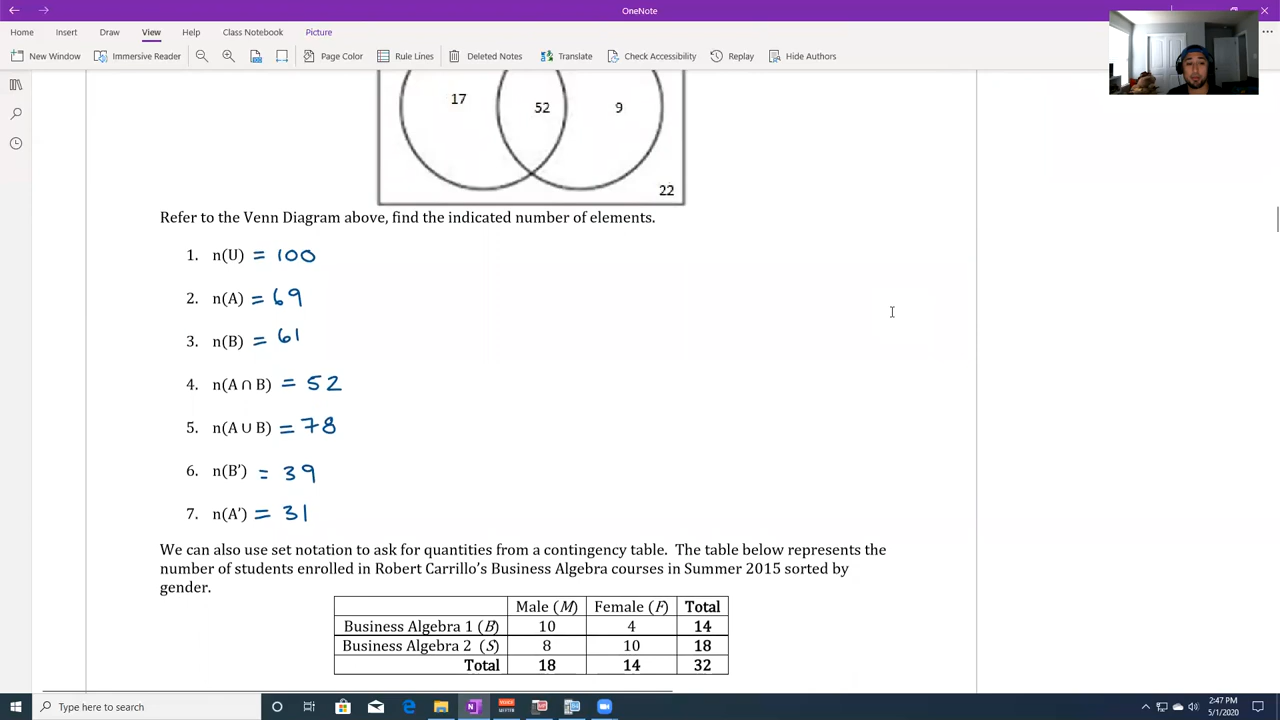 OneNote
Home Insert Draw View Help Class Notebook Picture
New Window Immersive Reader Page Color Rule Lines Deleted Notes Translate Check Accessibility Replay Hide Authors
17 52 9
22
Refer to the Venn Diagram above, find the indicated number of elements.
1. n(U) = 100
2. n(A) = 69
3. n(B) = 61
4. n(A ∩ B) = 52
5. n(A ∪ B) = 78
6. n(B’) = 39
7. n(A’) = 31
We can also use set notation to ask for quantities from a contingency table. The table below represents the
number of students enrolled in Robert Carrillo’s Business Algebra courses in Summer 2015 sorted by
gender.
Male (M) Female (F) Total
Business Algebra 1 (B) 10 4 14
Business Algebra 2 (S) 8 10 18
Total 18 14 32
Type here to search
2:47 PM
5/1/2020